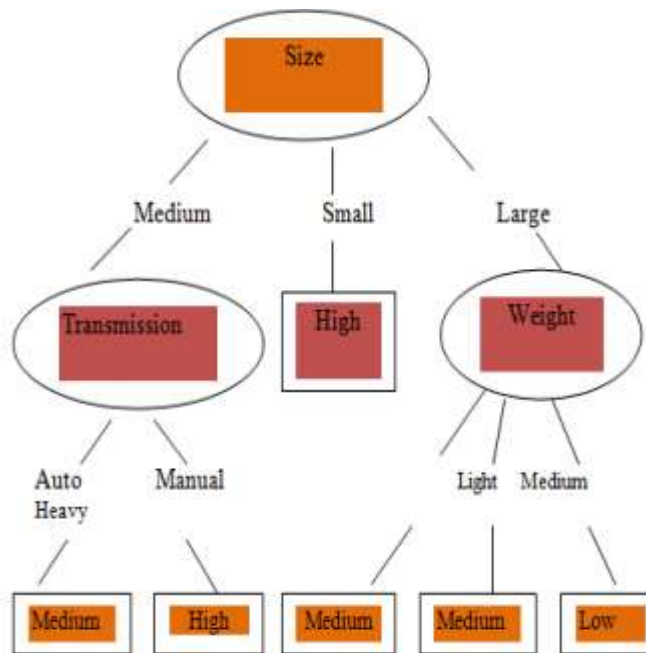 Size
Medium Small Large
Transmission High Weight
Auto Manual Light Medium
Heavy
Medium High Medium Medium Low